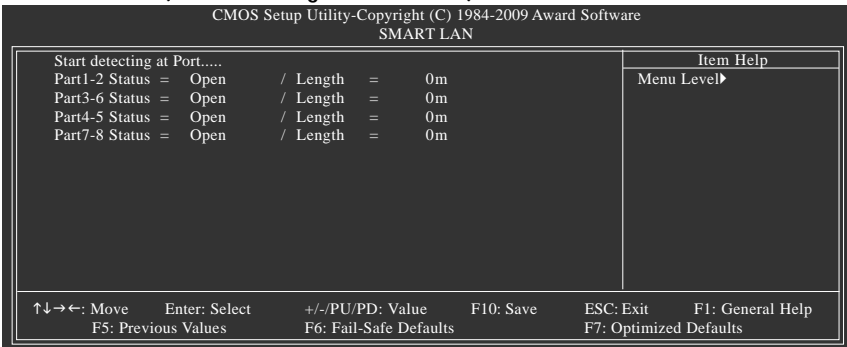 CMOS Setup Utility-Copyright (C) 1984-2009 Award Software
SMART LAN
Start detecting at Port.....
Part1-2 Status = Open / Length = 0m
Part3-6 Status = Open / Length = 0m
Part4-5 Status = Open / Length = 0m
Part7-8 Status = Open / Length = 0m
Item Help
Menu Level▶
↑↓→←: Move Enter: Select +/-/PU/PD: Value F10: Save ESC: Exit F1: General Help
F5: Previous Values F6: Fail-Safe Defaults F7: Optimized Defaults